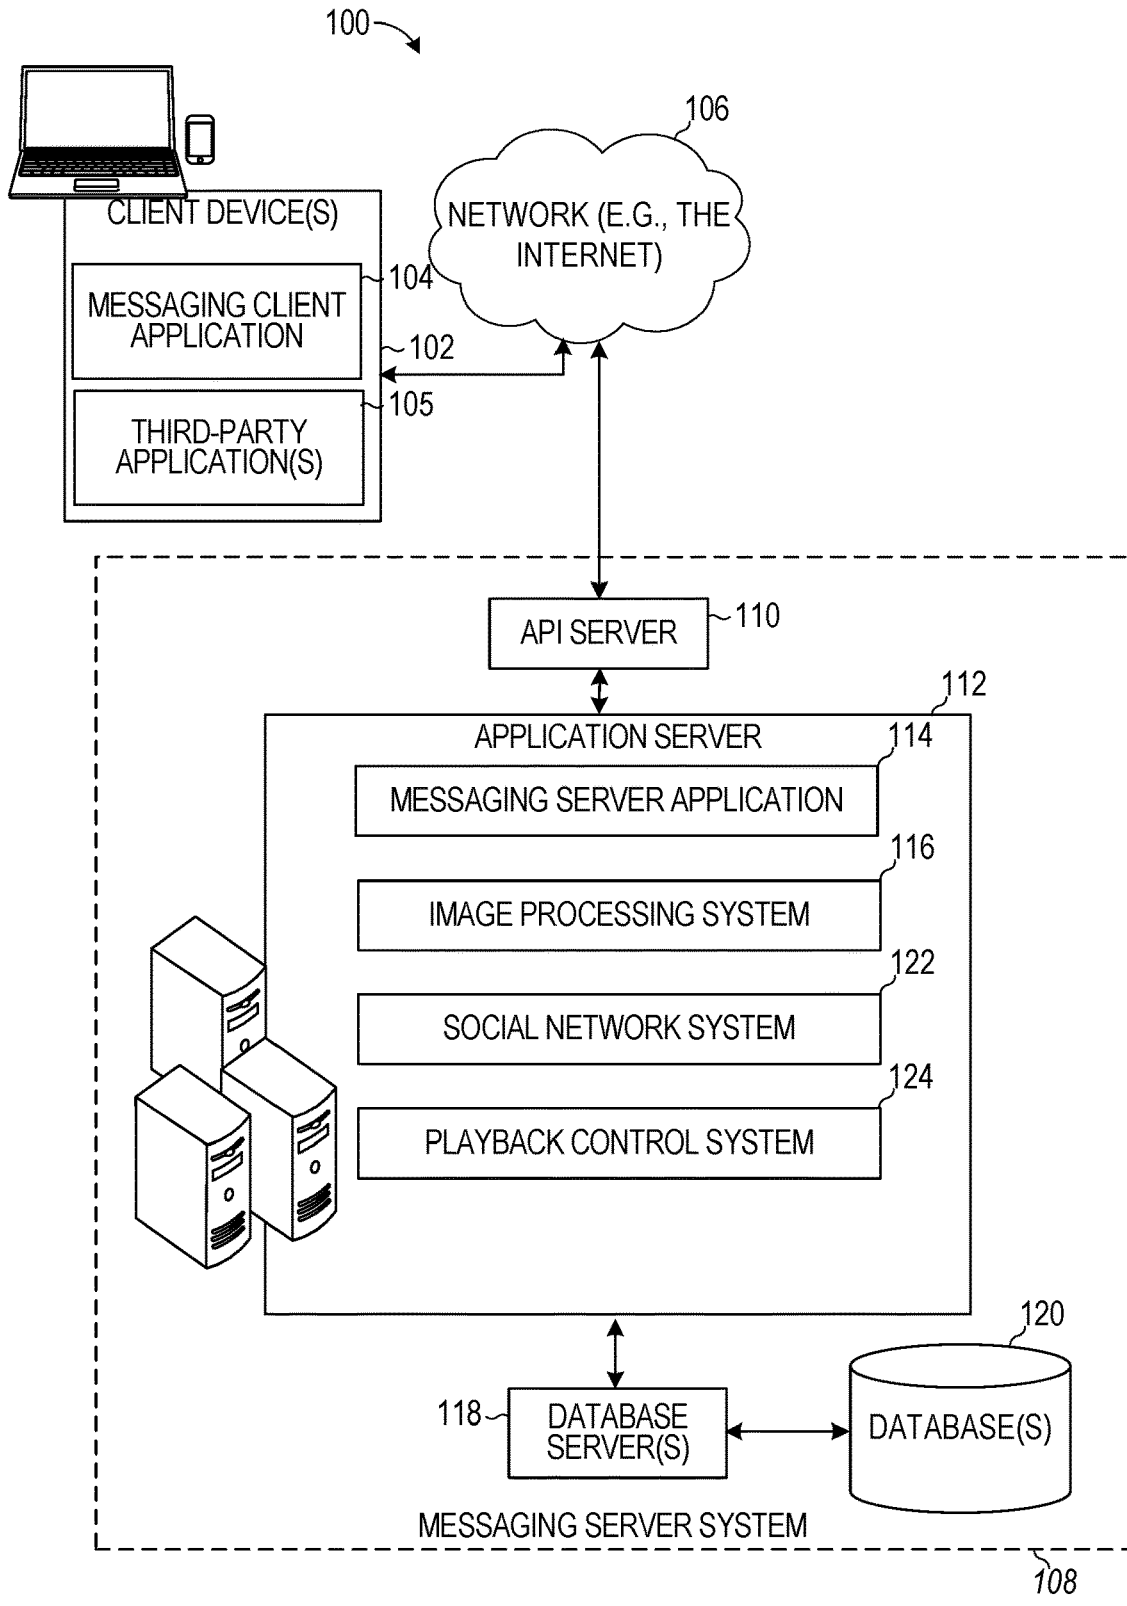 100
106
CLIENT DEVICE(S)
NETWORK (E.G., THE
INTERNET)
104
MESSAGING CLIENT
APPLICATION
102
105
THIRD-PARTY
APPLICATION(S)
API SERVER
110
112
APPLICATION SERVER
114
MESSAGING SERVER APPLICATION
116
IMAGE PROCESSING SYSTEM
122
SOCIAL NETWORK SYSTEM
124
PLAYBACK CONTROL SYSTEM
120
118
DATABASE
SERVER(S)
DATABASE(S)
MESSAGING SERVER SYSTEM
108